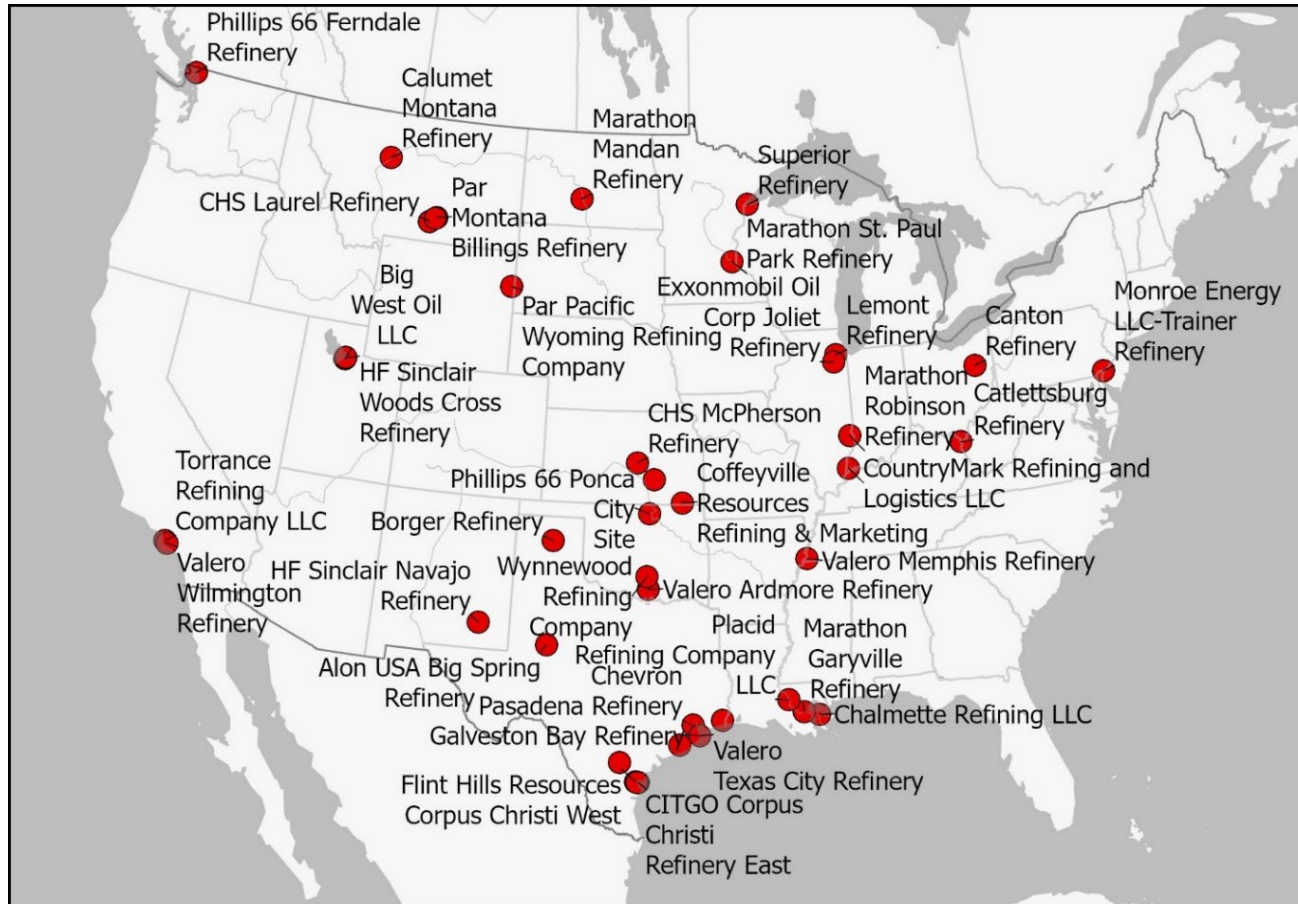 Phillips 66 Ferndale
Refinery
Calumet
Montana
Refinery
Marathon
Mandan
Refinery
Superior
Refinery
CHS Laurel Refinery
Par
Montana
Billings Refinery
Marathon St. Paul
Park Refinery
Big
West Oil
LLC
Par Pacific
Wyoming Refining
Company
Exxonmobil Oil
Corp Joliet
Refinery
Lemont
Refinery
Canton
Refinery
Monroe Energy
LLC-Trainer
Refinery
HF Sinclair
Woods Cross
Refinery
Marathon
Robinson
Refinery
Catlettsburg
Refinery
CHS McPherson
Refinery
CountryMark Refining and
Logistics LLC
Torrance
Refining
Company LLC
Phillips 66 Ponca
City
Site
Coffeyville
Resources
Refining & Marketing
Borger Refinery
Valero
Wilmington
Refinery
HF Sinclair Navajo
Refinery
Wynnewood
Refining
Company
Valero Ardmore Refinery
Valero Memphis Refinery
Alon USA Big Spring
Refinery
Placid
Refining Company
LLC
Marathon
Garyville
Refinery
Chevron
Pasadena Refinery
Chalmette Refining LLC
Galveston Bay Refinery
Valero
Texas City Refinery
Flint Hills Resources
Corpus Christi West
CITGO Corpus
Christi
Refinery East